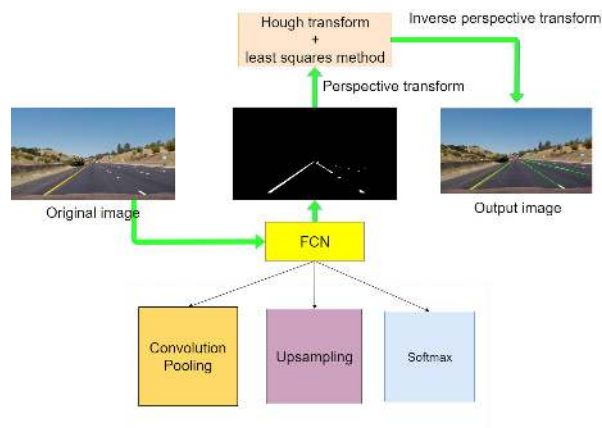 Hough transform
+
least squares method
Inverse perspective transform
Perspective transform
Original image
Output image
FCN
Convolution
Pooling
Upsampling
Softmax